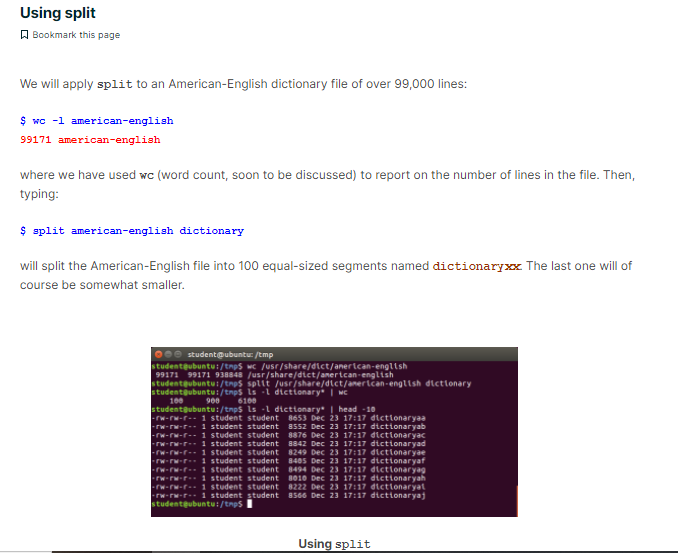 Using split
Bookmark this page
We will apply split to an American-English dictionary file of over 99,000 lines:
$ wc -l american-english
99171 american-english
where we have used wc (word count, soon to be discussed) to report on the number of lines in the file. Then,
typing:
$ split american-english dictionary
will split the American-English file into 100 equal-sized segments named dictionaryxx. The last one will of
course be somewhat smaller.
student@ubuntu: /tmp
student@ubuntu:/tmp$ wc /usr/share/dict/american-english
99171 99171 938848 /usr/share/dict/american-english
student@ubuntu:/tmp$ split /usr/share/dict/american-english dictionary
student@ubuntu:/tmp$ ls -l dictionary* | wc
100 900 6100
student@ubuntu:/tmp$ ls -l dictionary* | head -10
-rw-rw-r-- 1 student student 8653 Dec 23 17:17 dictionaryaa
-rw-rw-r-- 1 student student 8552 Dec 23 17:17 dictionaryab
-rw-rw-r-- 1 student student 8876 Dec 23 17:17 dictionaryac
-rw-rw-r-- 1 student student 8842 Dec 23 17:17 dictionaryad
-rw-rw-r-- 1 student student 8249 Dec 23 17:17 dictionaryae
-rw-rw-r-- 1 student student 8405 Dec 23 17:17 dictionaryaf
-rw-rw-r-- 1 student student 8494 Dec 23 17:17 dictionaryag
-rw-rw-r-- 1 student student 8010 Dec 23 17:17 dictionaryah
-rw-rw-r-- 1 student student 8222 Dec 23 17:17 dictionaryai
-rw-rw-r-- 1 student student 8566 Dec 23 17:17 dictionaryaj
student@ubuntu:/tmp$
Using split